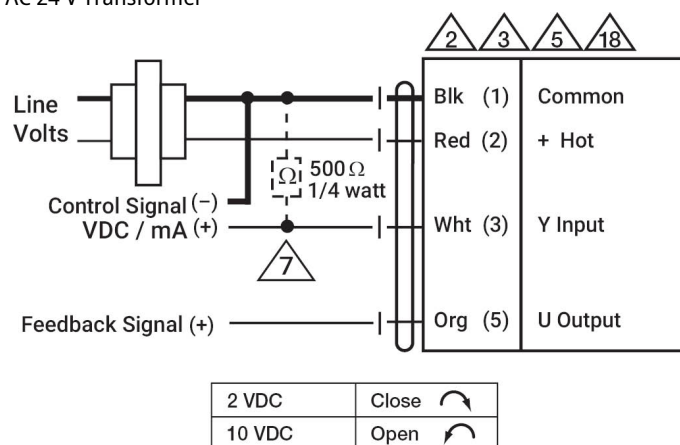 AC 24 V Transformer
2 3 5 18
Line
Volts
Blk (1) Common
Red (2) + Hot
Ω 500 Ω
1/4 watt
Control Signal (−)
VDC / mA (+)
Wht (3) Y Input
7
Feedback Signal (+)
Org (5) U Output
2 VDC Close
10 VDC Open